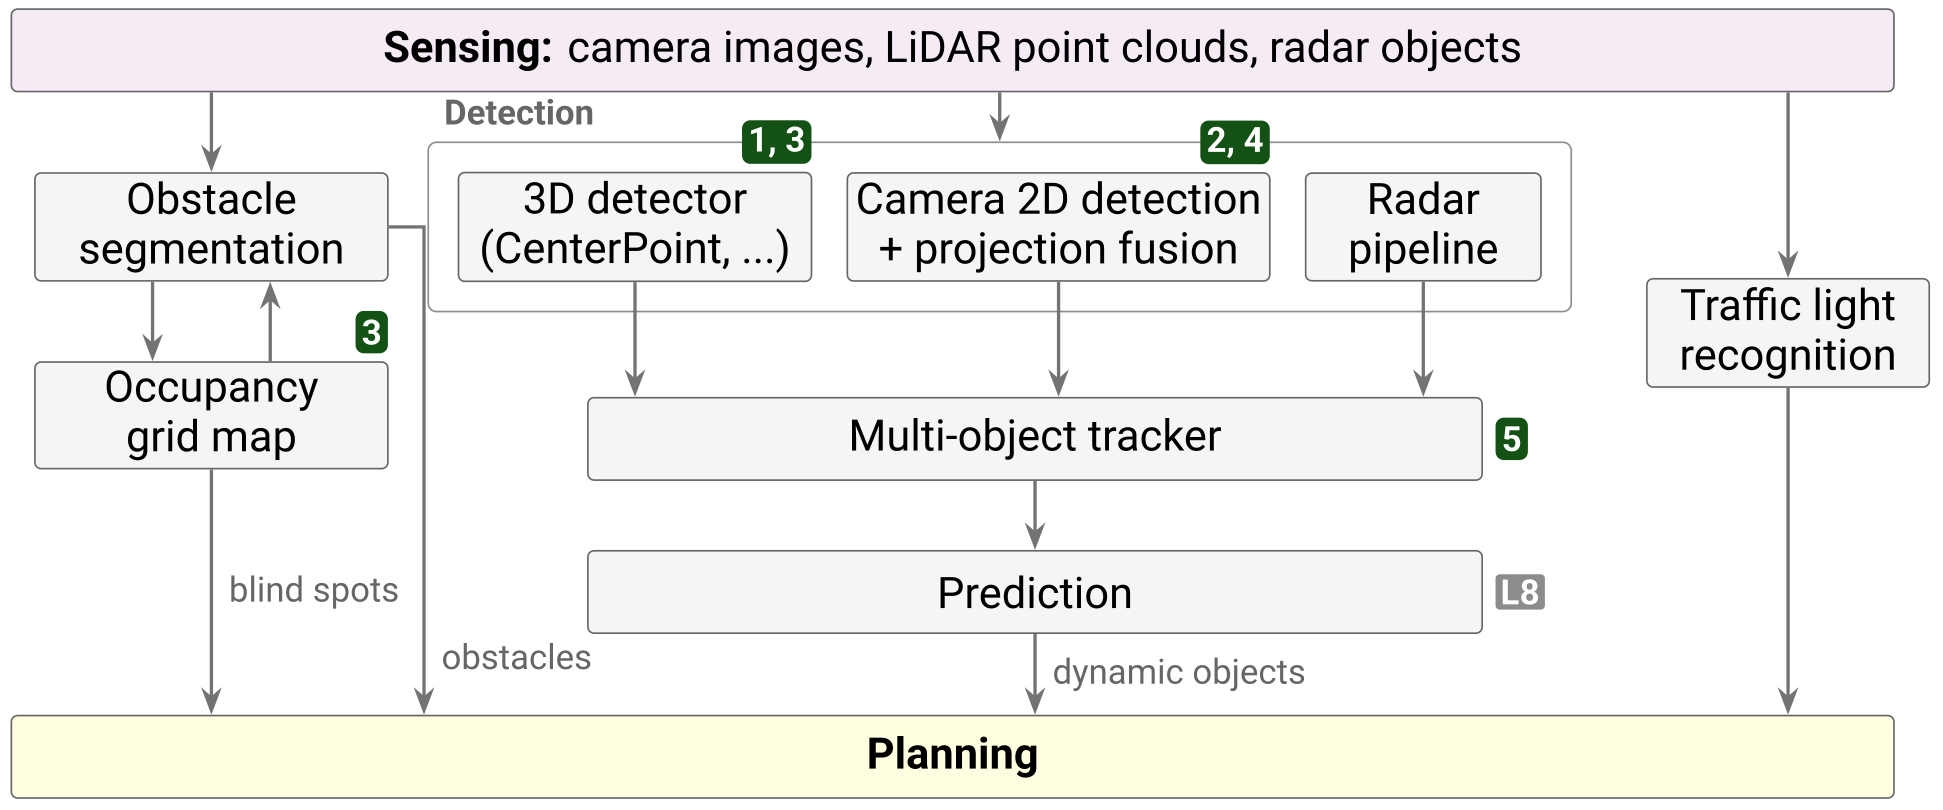 Sensing: camera images, LiDAR point clouds, radar objects
Detection
1, 3
2, 4
Obstacle
segmentation
3D detector
(CenterPoint, ...)
Camera 2D detection
+ projection fusion
Radar
pipeline
Traffic light
recognition
3
Occupancy
grid map
Multi-object tracker
5
Prediction
L8
blind spots
obstacles
dynamic objects
Planning